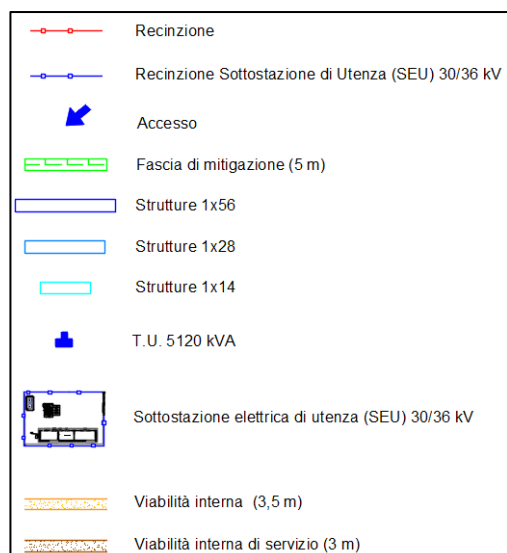 Recinzione
Recinzione Sottostazione di Utenza (SEU) 30/36 kV
Accesso
Fascia di mitigazione (5 m)
Strutture 1x56
Strutture 1x28
Strutture 1x14
T.U. 5120 kVA
Sottostazione elettrica di utenza (SEU) 30/36 kV
Viabilità interna (3,5 m)
Viabilità interna di servizio (3 m)